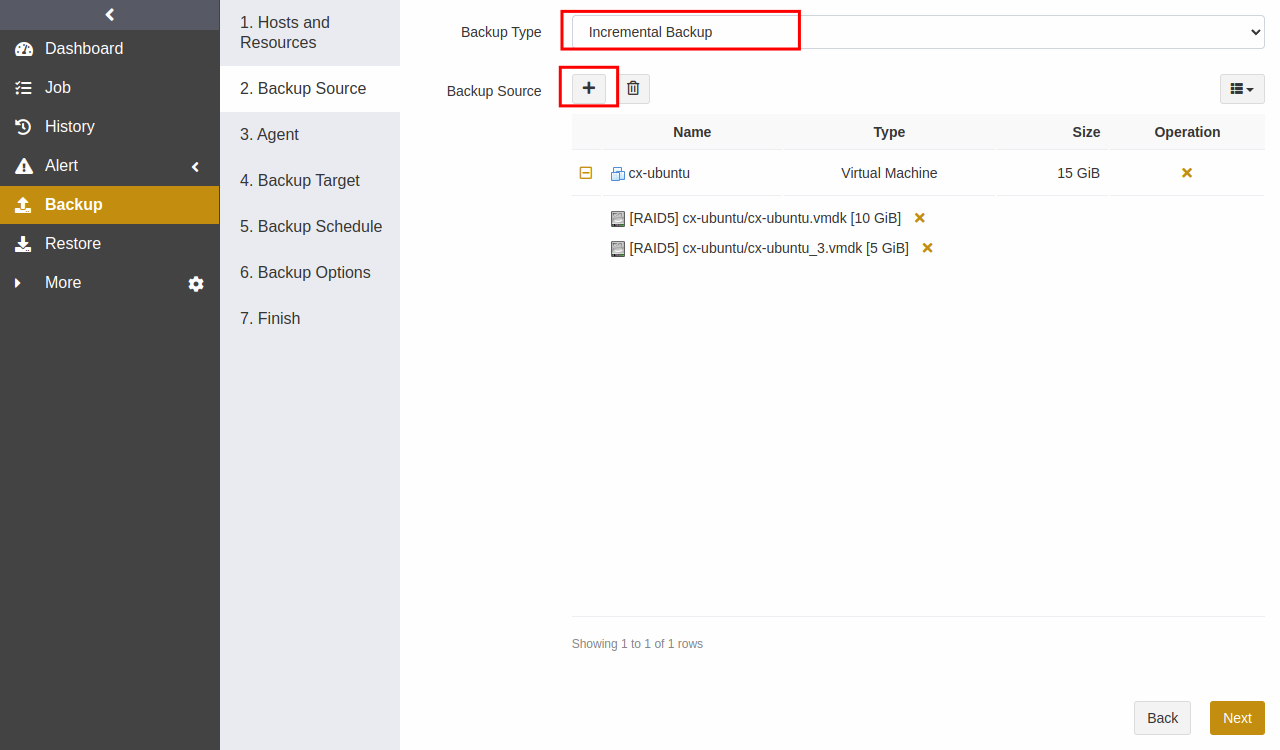 Dashboard
Job
History
Alert
Backup
Restore
More
1. Hosts and
Resources
2. Backup Source
3. Agent
4. Backup Target
5. Backup Schedule
6. Backup Options
7. Finish
Backup Type
Incremental Backup
Backup Source
Name Type Size Operation
cx-ubuntu Virtual Machine 15 GiB
[RAID5] cx-ubuntu/cx-ubuntu.vmdk [10 GiB]
[RAID5] cx-ubuntu/cx-ubuntu_3.vmdk [5 GiB]
Showing 1 to 1 of 1 rows
Back Next